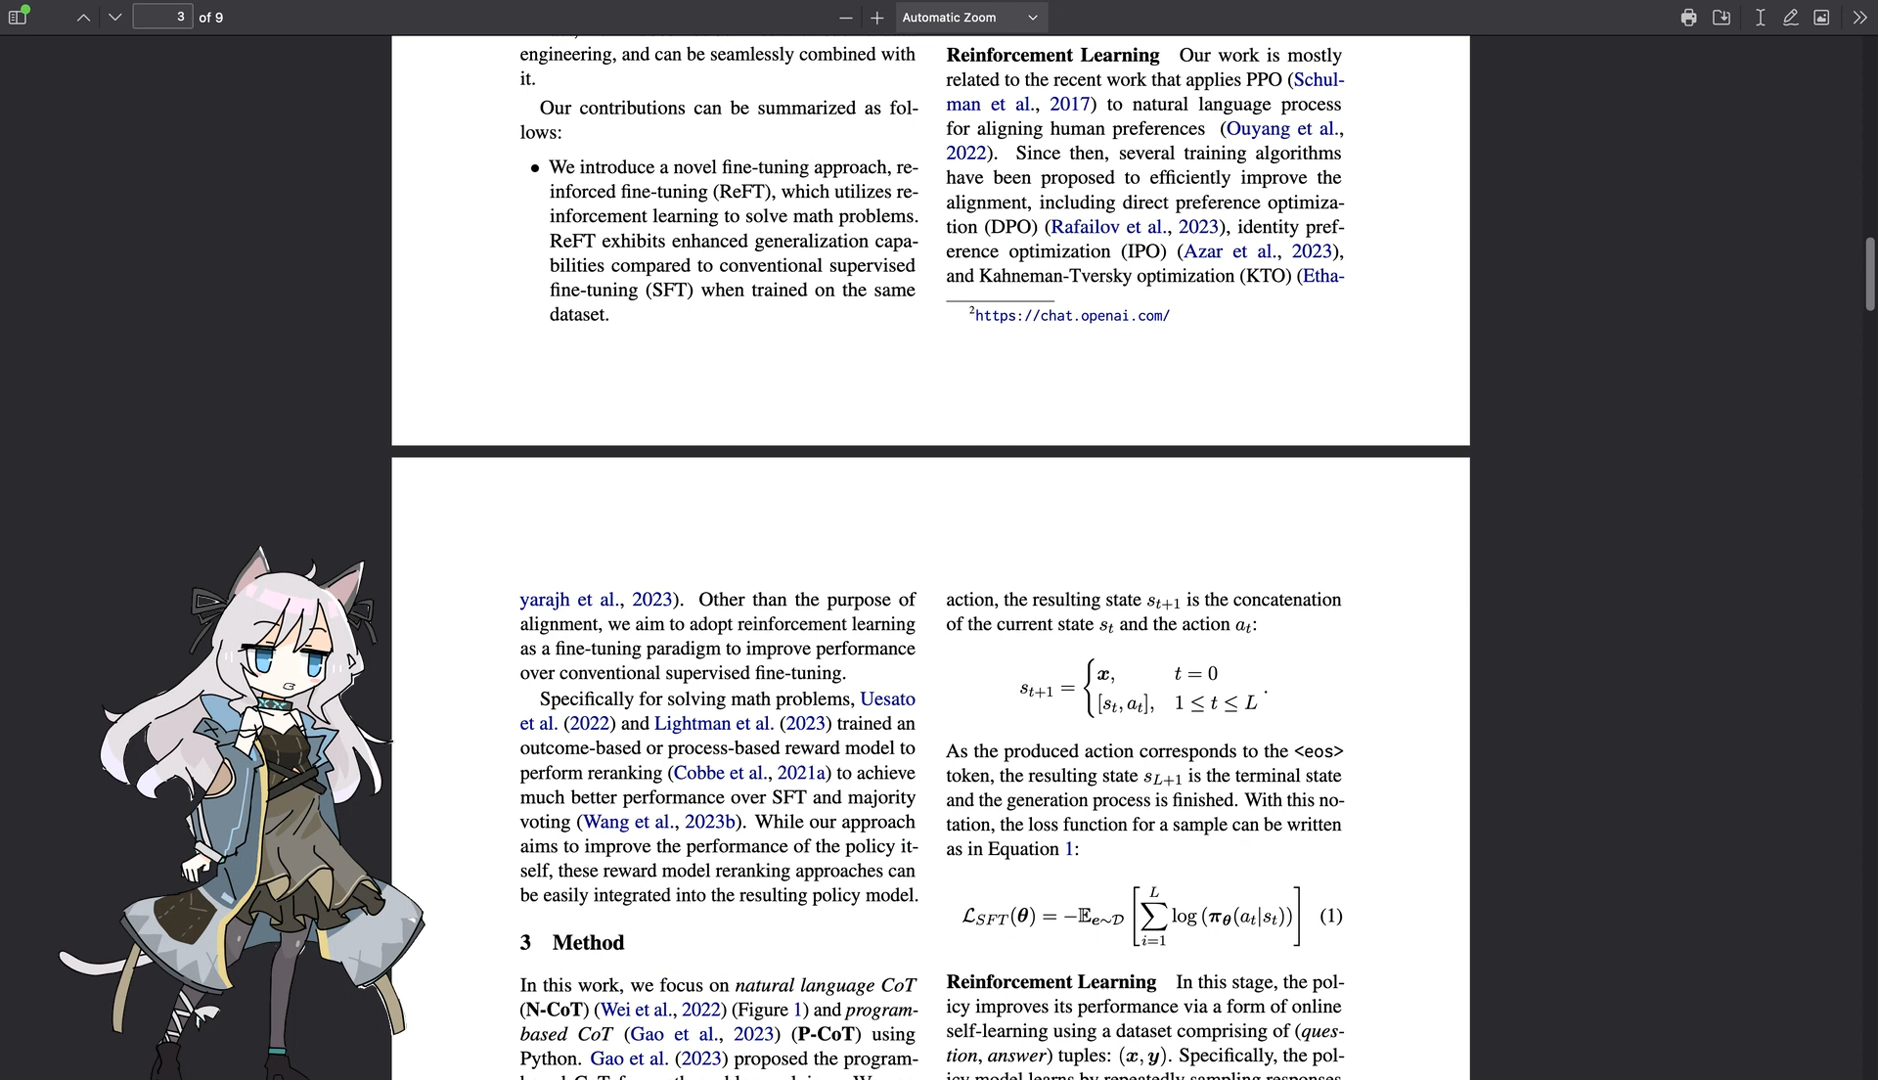 3
of 9
Automatic Zoom
engineering, and can be seamlessly combined with
it.
Our contributions can be summarized as fol-
lows:
• We introduce a novel fine-tuning approach, re-
inforced fine-tuning (ReFT), which utilizes re-
inforcement learning to solve math problems.
ReFT exhibits enhanced generalization capa-
bilities compared to conventional supervised
fine-tuning (SFT) when trained on the same
dataset.
Reinforcement Learning Our work is mostly
related to the recent work that applies PPO (Schul-
man et al., 2017) to natural language process
for aligning human preferences (Ouyang et al.,
2022). Since then, several training algorithms
have been proposed to efficiently improve the
alignment, including direct preference optimiza-
tion (DPO) (Rafailov et al., 2023), identity pref-
erence optimization (IPO) (Azar et al., 2023),
and Kahneman-Tversky optimization (KTO) (Etha-
2https://chat.openai.com/
yarajh et al., 2023). Other than the purpose of
alignment, we aim to adopt reinforcement learning
as a fine-tuning paradigm to improve performance
over conventional supervised fine-tuning.
Specifically for solving math problems, Uesato
et al. (2022) and Lightman et al. (2023) trained an
outcome-based or process-based reward model to
perform reranking (Cobbe et al., 2021a) to achieve
much better performance over SFT and majority
voting (Wang et al., 2023b). While our approach
aims to improve the performance of the policy it-
self, these reward model reranking approaches can
be easily integrated into the resulting policy model.
3 Method
In this work, we focus on natural language CoT
(N-CoT) (Wei et al., 2022) (Figure 1) and program-
based CoT (Gao et al., 2023) (P-CoT) using
Python. Gao et al. (2023) proposed the program-
action, the resulting state s_{t+1} is the concatenation
of the current state s_t and the action a_t:
s_{t+1} = { x, t = 0
[s_t, a_t], 1 ≤ t ≤ L .
As the produced action corresponds to the <eos>
token, the resulting state s_{L+1} is the terminal state
and the generation process is finished. With this no-
tation, the loss function for a sample can be written
as in Equation 1:
L_{SFT}(θ) = −E_{e∼D} [ ∑_{i=1}^{L} log (π_θ(a_t|s_t)) ] (1)
Reinforcement Learning In this stage, the pol-
icy improves its performance via a form of online
self-learning using a dataset comprising of (ques-
tion, answer) tuples: (x, y). Specifically, the pol-
icy model learns by repeatedly sampling responses